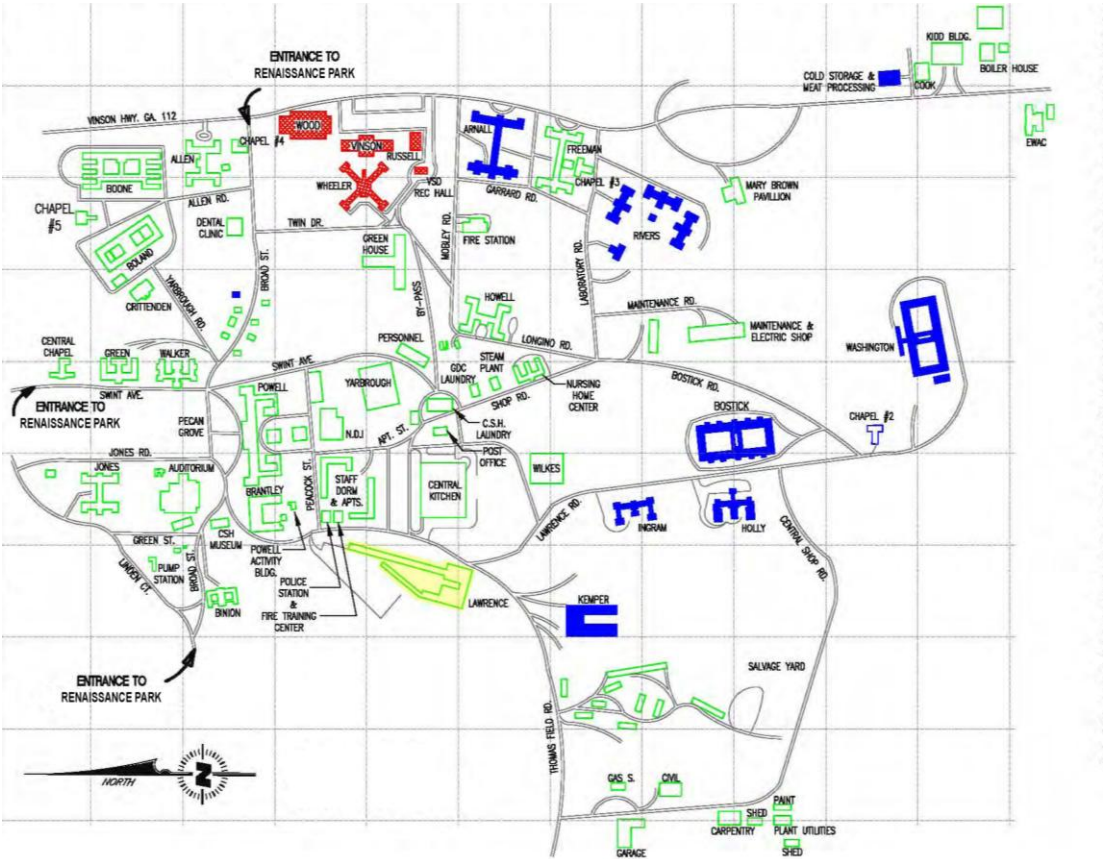 KIDD BLDG.
ENTRANCE TO
RENAISSANCE PARK
BOILER HOUSE
COLD STORAGE &
MEAT PROCESSING
COOK
VINSON HWY. GA. 112
WOOD
ARNALL
CHAPEL #4
VINSON
FREEMAN
EWAC
ALLEN
RUSSELL
BOONE
WHEELER
VSD
REC HALL
CHAPEL #3
GARRARD RD.
MARY BROWN
PAVILLION
ALLEN RD.
CHAPEL
#5
DENTAL
CLINIC
TWIN DR.
MOBLEY RD.
FIRE STATION
RIVERS
GREEN
HOUSE
BOLAND
BROAD ST.
LABORATORY RD.
CRITTENDEN
YARBROUGH RD.
BY-PASS
HOWELL
MAINTENANCE RD.
MAINTENANCE &
ELECTRIC SHOP
CENTRAL
CHAPEL
GREEN
WALKER
PERSONNEL
LONGINO RD.
WASHINGTON
SWINT AVE.
GDC
LAUNDRY
STEAM
PLANT
SWINT AVE.
POWELL
YARBROUGH
NURSING
HOME
CENTER
BOSTICK RD.
SHOP RD.
ENTRANCE TO
RENAISSANCE PARK
BOSTICK
CHAPEL #2
PECAN
GROVE
N.D.I
APT. ST.
C.S.H.
LAUNDRY
POST
OFFICE
JONES RD.
JONES
AUDITORIUM
PEACOCK ST.
STAFF
DORM
& APTS.
CENTRAL
KITCHEN
WILKES
BRANTLEY
LAWRENCE RD.
INGRAM
HOLLY
CENTRAL SHOP RD.
GREEN ST.
CSH
MUSEUM
POWELL
ACTIVITY
BLDG.
PUMP
STATION
LINDEN CT.
BROAD ST.
POLICE
STATION
&
FIRE TRAINING
CENTER
BINION
LAWRENCE
KEMPER
ENTRANCE TO
RENAISSANCE PARK
SALVAGE YARD
THOMAS FIELD RD.
NORTH
N
GAS S.
CIVIL
PAINT
SHED
CARPENTRY
PLANT UTILITIES
GARAGE
SHED